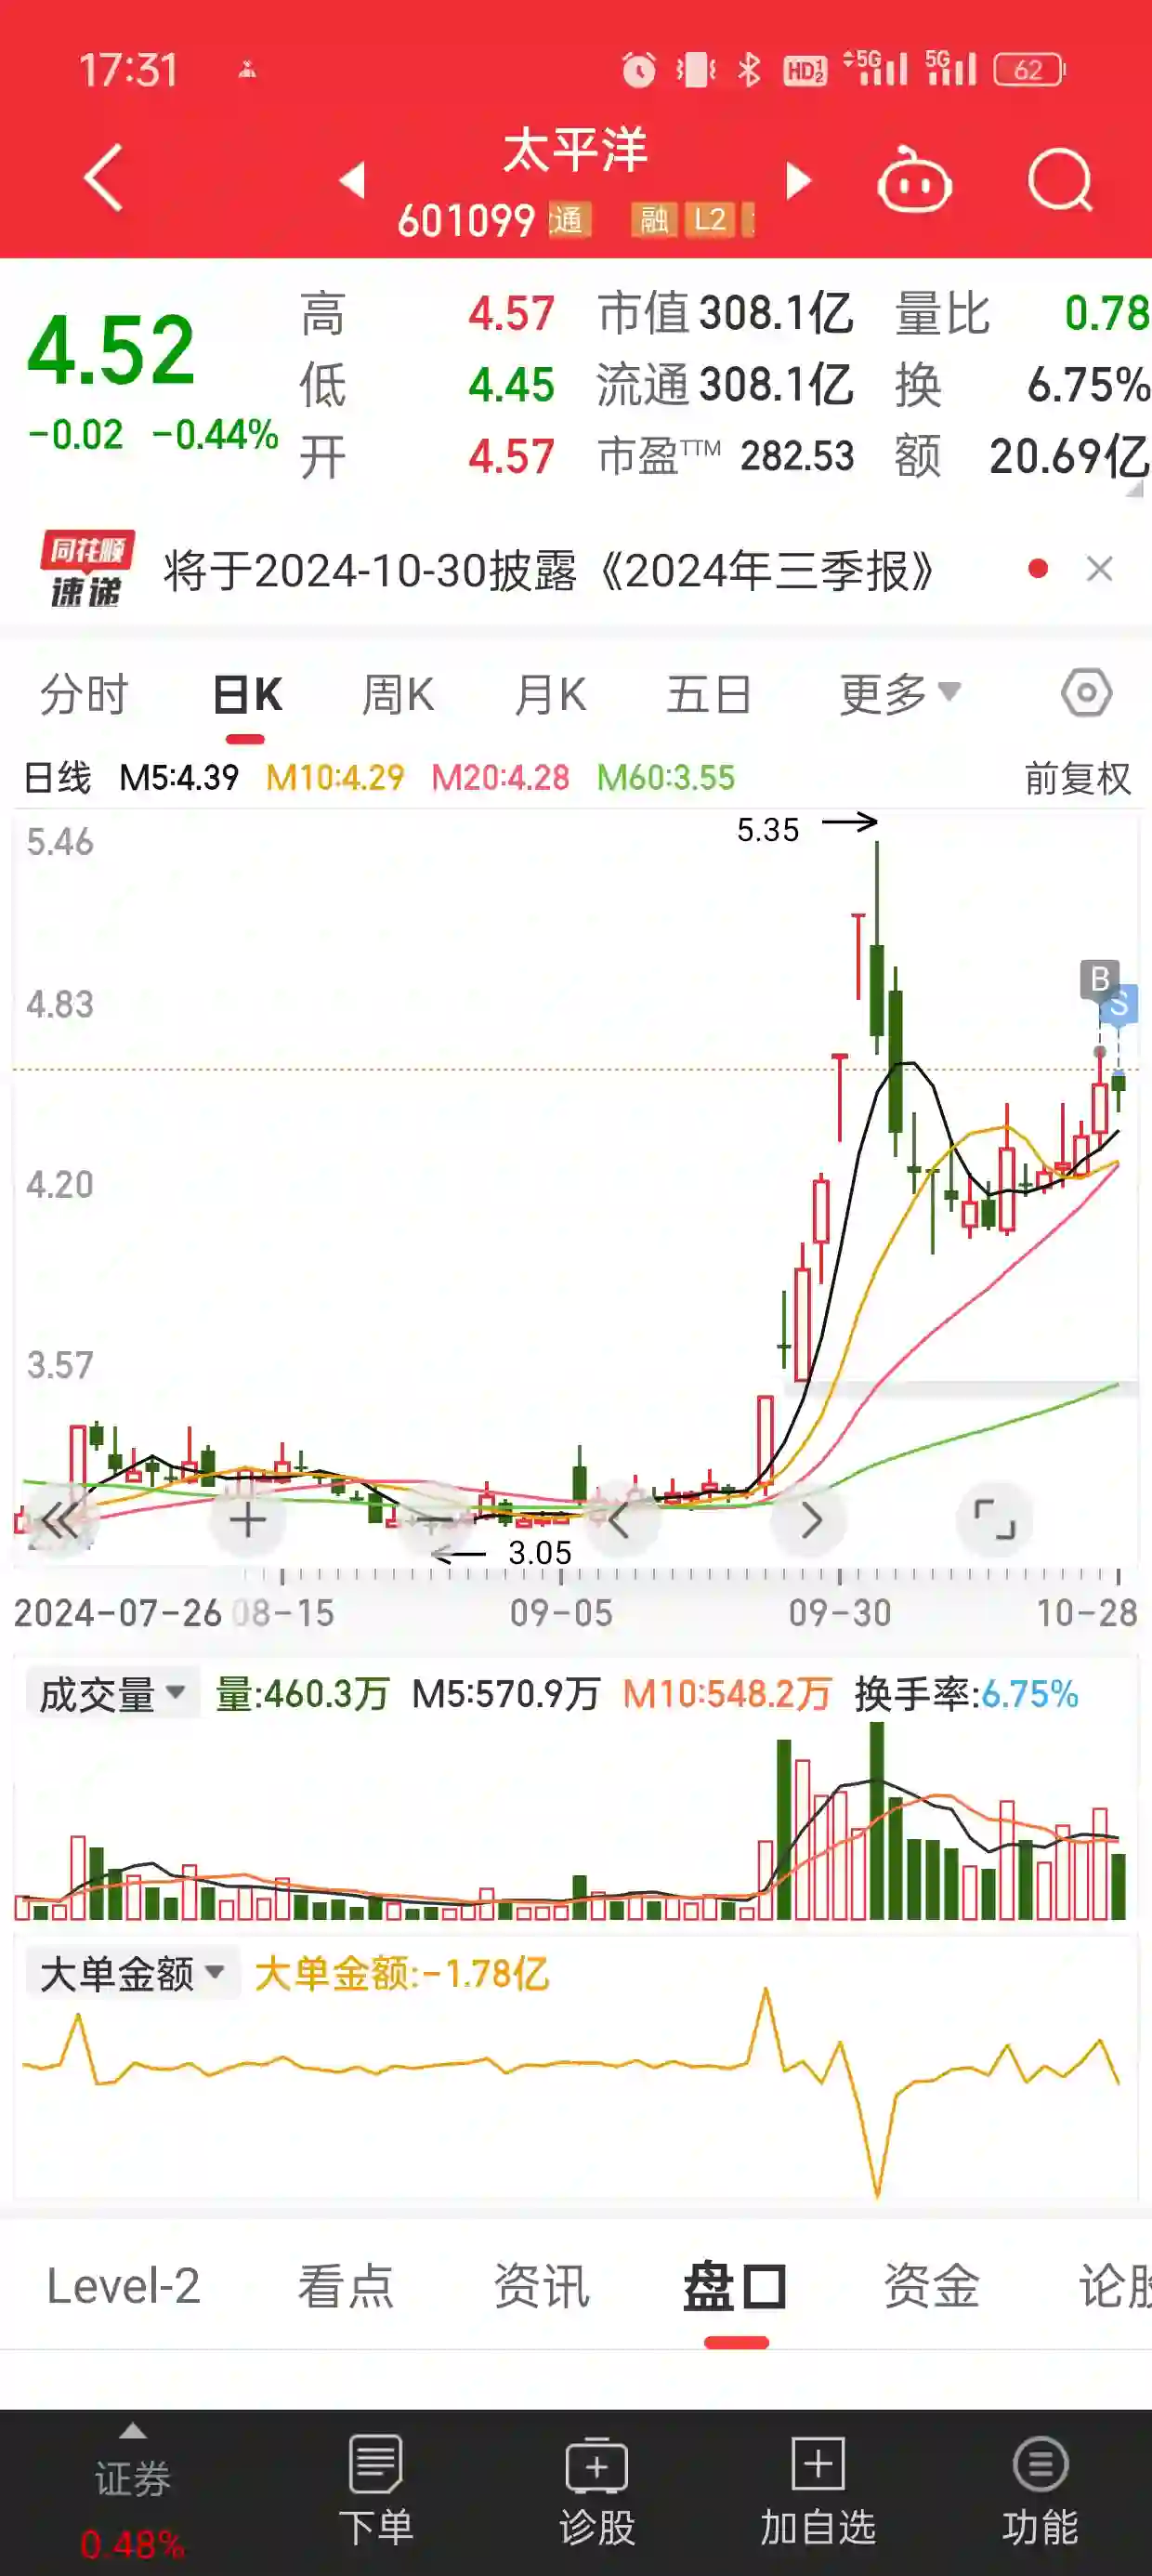 17:31
HD 1 2 5G 5G 62
太平洋
601099 通 融 L2
4.52
-0.02 -0.44%
高 4.57 市值 308.1亿 量比 0.78
低 4.45 流通 308.1亿 换 6.75%
开 4.57 市盈TTM 282.53 额 20.69亿
同花顺
速递
将于2024-10-30披露《2024年三季报》
分时 日K 周K 月K 五日 更多
日线 M5:4.39 M10:4.29 M20:4.28 M60:3.55 前复权
5.46
5.35
4.83
B
S
4.20
3.57
3.05
2024-07-26 08-15 09-05 09-30 10-28
成交量 量:460.3万 M5:570.9万 M10:548.2万 换手率:6.75%
大单金额 大单金额:-1.78亿
Level-2 看点 资讯 盘口 资金 论股
证券 下单 诊股 加自选 功能
0.48%